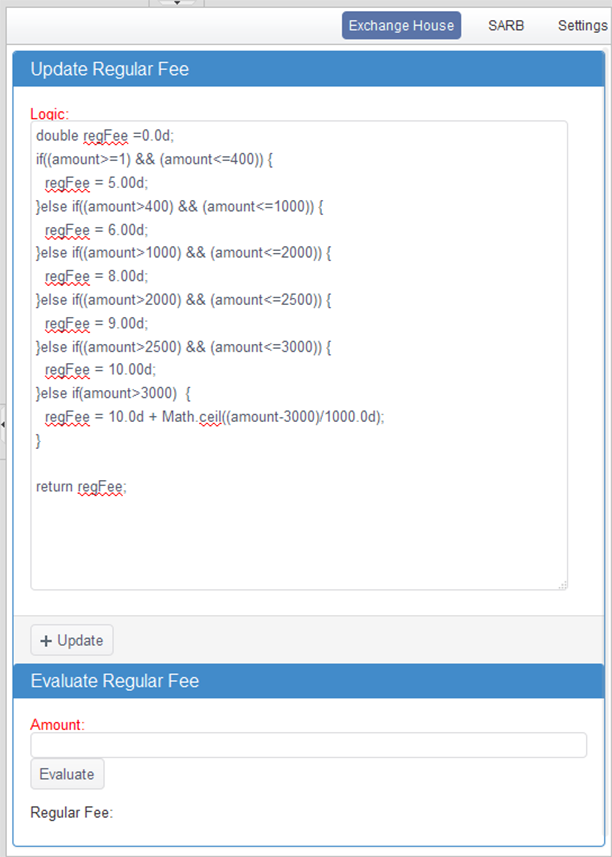 Exchange House SARB Settings
Update Regular Fee
Logic:
double regFee =0.0d;
if((amount>=1) && (amount<=400)) {
regFee = 5.00d;
}else if((amount>400) && (amount<=1000)) {
regFee = 6.00d;
}else if((amount>1000) && (amount<=2000)) {
regFee = 8.00d;
}else if((amount>2000) && (amount<=2500)) {
regFee = 9.00d;
}else if((amount>2500) && (amount<=3000)) {
regFee = 10.00d;
}else if(amount>3000)  {
regFee = 10.0d + Math.ceil((amount-3000)/1000.0d);
}
return regFee;
+ Update
Evaluate Regular Fee
Amount:
Evaluate
Regular Fee: